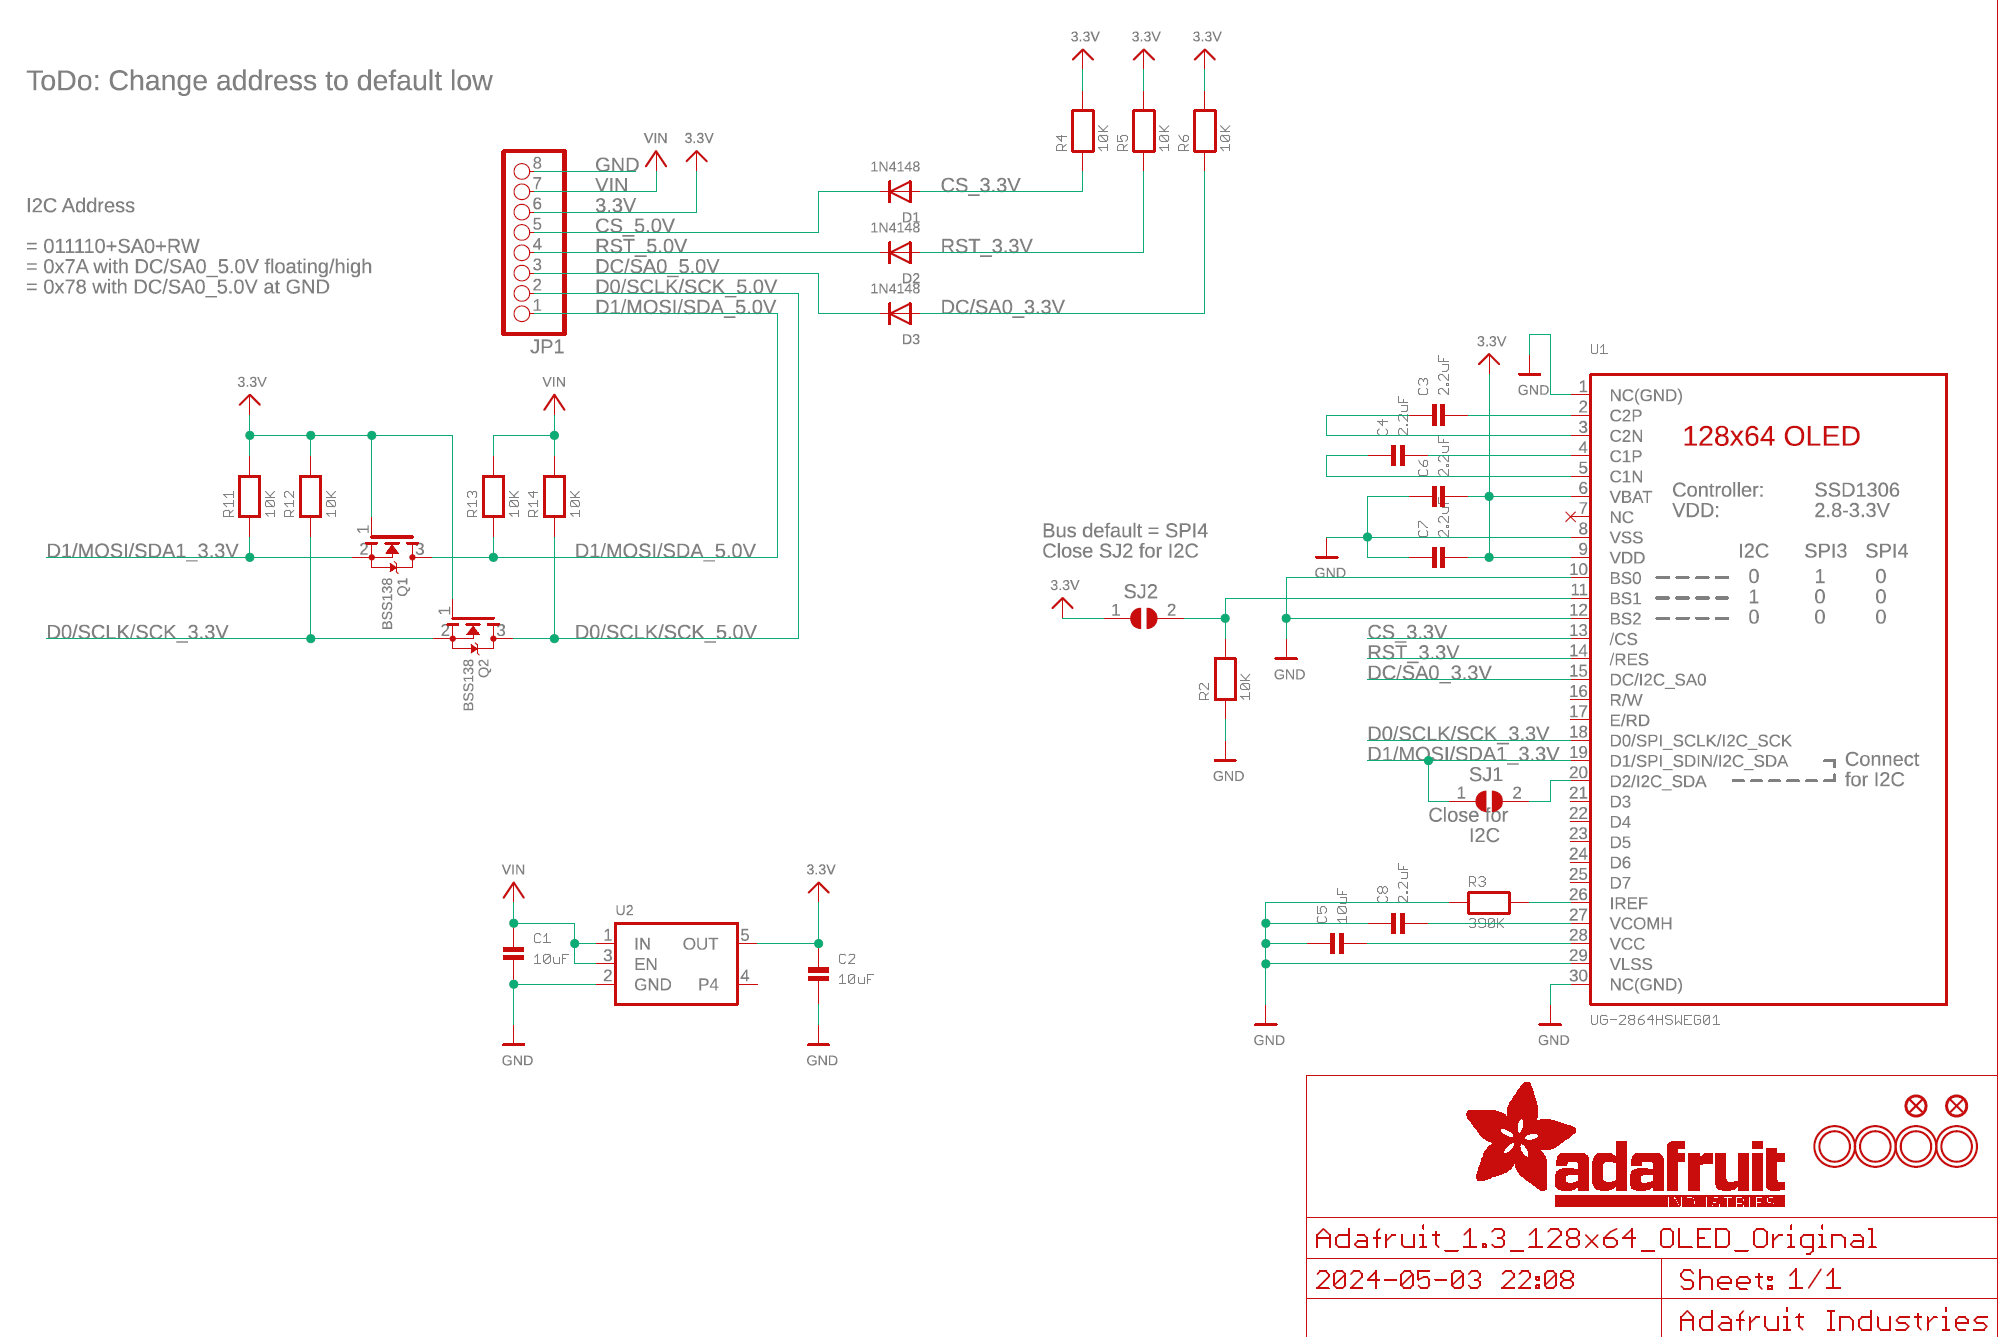 ToDo: Change address to default low
I2C Address
= 011110+SA0+RW
= 0x7A with DC/SA0_5.0V floating/high
= 0x78 with DC/SA0_5.0V at GND
VIN
3.3V
8 GND
7 VIN
6 3.3V
5 CS_5.0V
4 RST_5.0V
3 DC/SA0_5.0V
2 D0/SCLK/SCK_5.0V
1 D1/MOSI/SDA_5.0V
JP1
3.3V 3.3V 3.3V
R4 10K R5 10K R6 10K
1N4148 CS_3.3V
D1
1N4148 RST_3.3V
D2
1N4148 DC/SA0_3.3V
D3
3.3V VIN
R11 10K R12 10K R13 10K R14 10K
D1/MOSI/SDA1_3.3V 2 1 3 D1/MOSI/SDA_5.0V
BSS138 Q1
D0/SCLK/SCK_3.3V 2 1 3 D0/SCLK/SCK_5.0V
BSS138 Q2
VIN 3.3V
U2
C1 10uF
1 IN OUT 5
3 EN
2 GND P4 4
C2 10uF
GND GND
Bus default = SPI4
Close SJ2 for I2C
3.3V
SJ2
1 2
R2 10K
GND
GND
3.3V
GND
C3 2.2uF
C4 2.2uF
C6 2.2uF
C7 2.2uF
GND
U1
128x64 OLED
Controller: SSD1306
VDD: 2.8-3.3V
I2C SPI3 SPI4
1 NC(GND)
2 C2P
3 C2N
4 C1P
5 C1N
6 VBAT
7 NC
8 VSS
9 VDD
10 BS0 0 1 0
11 BS1 1 0 0
12 BS2 0 0 0
CS_3.3V 13 /CS
RST_3.3V 14 /RES
DC/SA0_3.3V 15 DC/I2C_SA0
16 R/W
17 E/RD
D0/SCLK/SCK_3.3V 18 D0/SPI_SCLK/I2C_SCK
D1/MOSI/SDA1_3.3V 19 D1/SPI_SDIN/I2C_SDA
20 D2/I2C_SDA
Connect
for I2C
SJ1
1 2
Close for
I2C
21 D3
22 D4
23 D5
24 D6
25 D7
26 IREF
27 VCOMH
28 VCC
29 VLSS
30 NC(GND)
R3
390K
C8 2.2uF
C5 10uF
GND
GND
UG-2864HSWEG01
adafruit
INDUSTRIES
Adafruit_1.3_128x64_OLED_Original
2024-05-03 22:08
Sheet: 1/1
Adafruit Industries